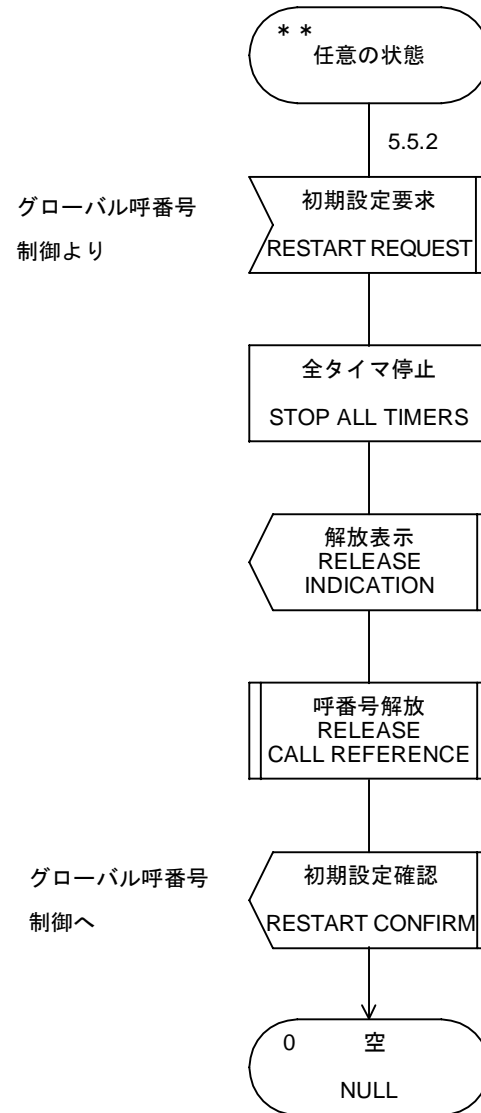 * *
任意の状態
5.5.2
グローバル呼番号
制御より
初期設定要求
RESTART REQUEST
全タイマ停止
STOP ALL TIMERS
解放表示
RELEASE
INDICATION
呼番号解放
RELEASE
CALL REFERENCE
グローバル呼番号
制御へ
初期設定確認
RESTART CONFIRM
0 空
NULL